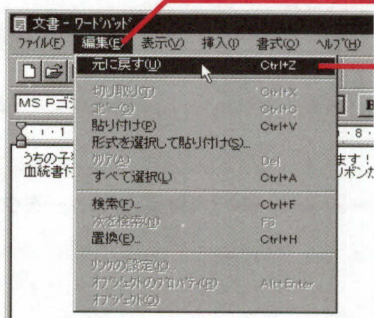 文書 - ワードパッド
ファイル(F) 編集(E) 表示(V) 挿入(I) 書式(O) ヘルプ(H)
MS Pゴシ
元に戻す(U) Ctrl+Z
切り取り(T) Ctrl+X
コピー(C) Ctrl+C
貼り付け(P) Ctrl+V
形式を選択して貼り付け(S)...
クリア(A) Del
すべて選択(L) Ctrl+A
検索(F)... Ctrl+F
次を検索(N) F3
置換(E)... Ctrl+H
リンクの設定(K)...
オブジェクトのプロパティ(R) Alt+Enter
オブジェクト(O)
うちの子 ます!
血統書付 リボンが